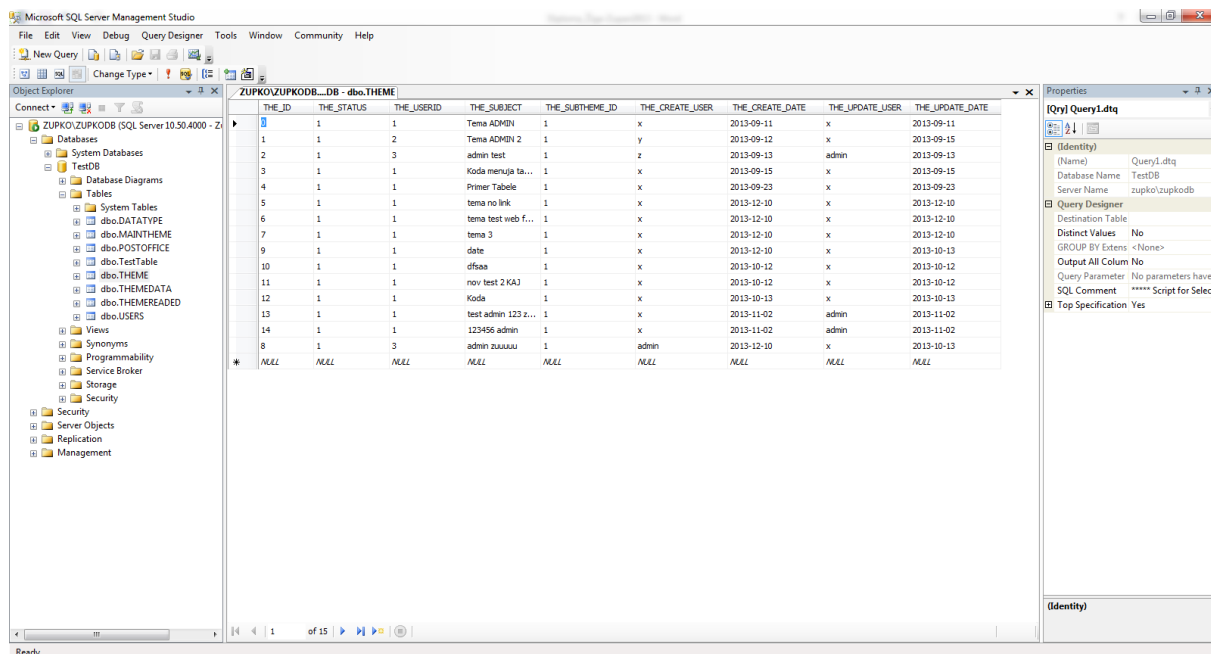 Microsoft SQL Server Management Studio
File Edit View Debug Query Designer Tools Window Community Help
New Query
Change Type
Object Explorer
Connect
ZUPKO\ZUPKODB (SQL Server 10.50.4000 - Z
Databases
System Databases
TestDB
Database Diagrams
Tables
System Tables
dbo.DATATYPE
dbo.MAINTHEME
dbo.POSTOFFICE
dbo.TestTable
dbo.THEME
dbo.THEMEDATA
dbo.THEMEREADED
dbo.USERS
Views
Synonyms
Programmability
Service Broker
Storage
Security
Security
Server Objects
Replication
Management
ZUPKO\ZUPKODB....DB - dbo.THEME
THE_ID THE_STATUS THE_USERID THE_SUBJECT THE_SUBTHEME_ID THE_CREATE_USER THE_CREATE_DATE THE_UPDATE_USER THE_UPDATE_DATE
0 1 1 Tema ADMIN 1 x 2013-09-11 x 2013-09-11
1 1 2 Tema ADMIN 2 1 y 2013-09-12 x 2013-09-15
2 1 3 admin test 1 z 2013-09-13 admin 2013-09-13
3 1 1 Koda menuja ta... 1 x 2013-09-15 x 2013-09-15
4 1 1 Primer Tabele 1 x 2013-09-23 x 2013-09-23
5 1 1 tema no link 1 x 2013-12-10 x 2013-12-10
6 1 1 tema test web f... 1 x 2013-12-10 x 2013-12-10
7 1 1 tema 3 1 x 2013-12-10 x 2013-12-10
9 1 1 date 1 x 2013-12-10 x 2013-10-13
10 1 1 dfsaa 1 x 2013-10-12 x 2013-10-12
11 1 1 nov test 2 KAJ 1 x 2013-10-12 x 2013-10-12
12 1 1 Koda 1 x 2013-10-13 x 2013-10-13
13 1 1 test admin 123 z... 1 x 2013-11-02 admin 2013-11-02
14 1 1 123456 admin 1 x 2013-11-02 admin 2013-11-02
8 1 3 admin zuuuuu 1 admin 2013-12-10 x 2013-10-13
NULL NULL NULL NULL NULL NULL NULL NULL NULL
1 of 15
Properties
[Qry] Query1.dtq
(Identity)
(Name) Query1.dtq
Database Name TestDB
Server Name zupko\zupkodb
Query Designer
Destination Table
Distinct Values No
GROUP BY Extens <None>
Output All Colum No
Query Parameter No parameters have
SQL Comment ***** Script for Selec
Top Specification Yes
(Identity)
Ready